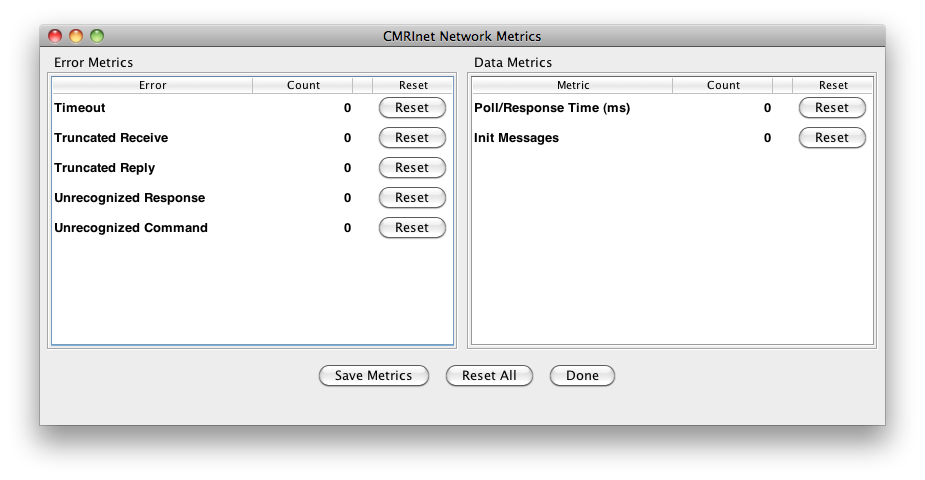 CMRInet Network Metrics
Error Metrics
Error Count Reset
Timeout 0 Reset
Truncated Receive 0 Reset
Truncated Reply 0 Reset
Unrecognized Response 0 Reset
Unrecognized Command 0 Reset
Data Metrics
Metric Count Reset
Poll/Response Time (ms) 0 Reset
Init Messages 0 Reset
Save Metrics Reset All Done